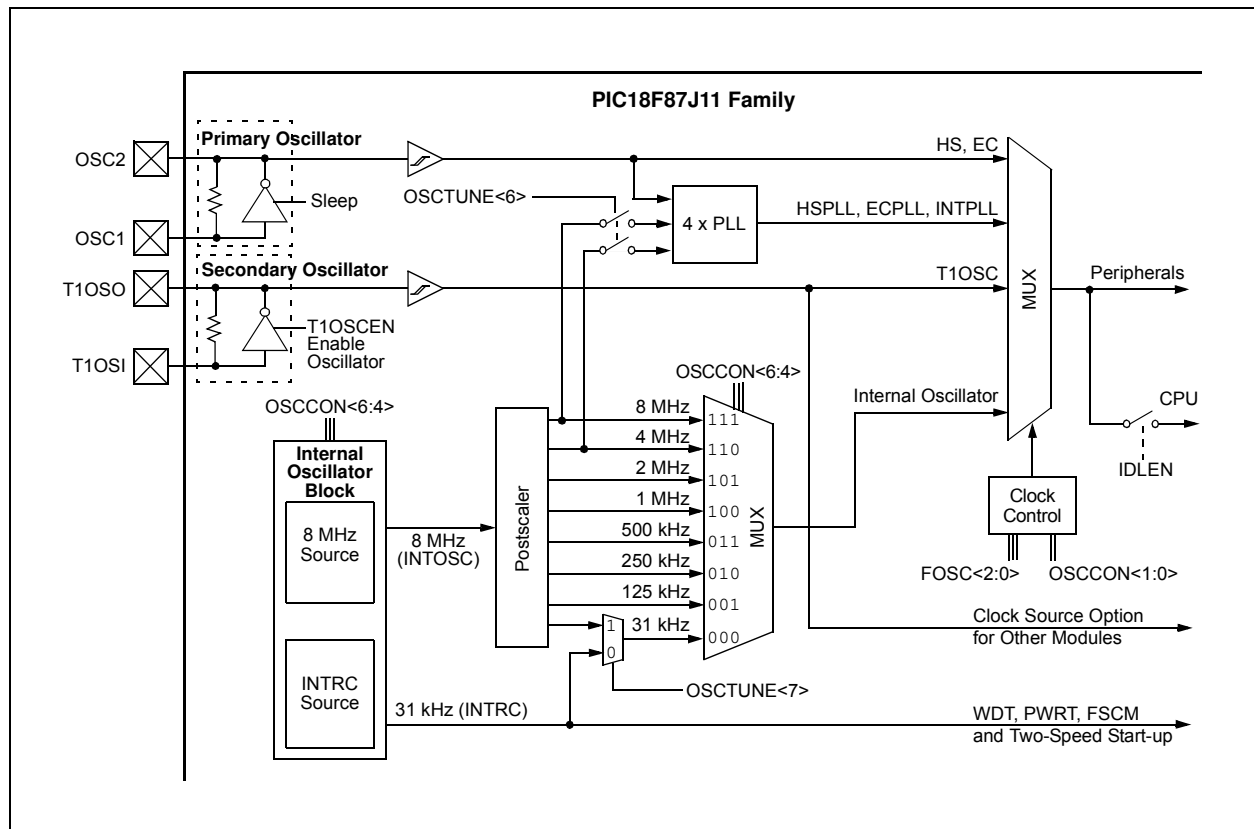 PIC18F87J11 Family
Primary Oscillator
OSC2
HS, EC
OSCTUNE<6>
Sleep
4 x PLL
HSPLL, ECPLL, INTPLL
OSC1
Secondary Oscillator
T1OSO
T1OSC
Peripherals
MUX
T1OSCEN
Enable
Oscillator
T1OSI
OSCCON<6:4>
Internal Oscillator
CPU
OSCCON<6:4>
8 MHz
111
4 MHz
110
IDLEN
Internal
Oscillator
Block
2 MHz
101
Clock
Control
1 MHz
100
8 MHz
Source
8 MHz
(INTOSC)
Postscaler
500 kHz
011
MUX
250 kHz
010
FOSC<2:0>
OSCCON<1:0>
125 kHz
001
Clock Source Option
for Other Modules
1
31 kHz
000
0
INTRC
Source
OSCTUNE<7>
31 kHz (INTRC)
WDT, PWRT, FSCM
and Two-Speed Start-up